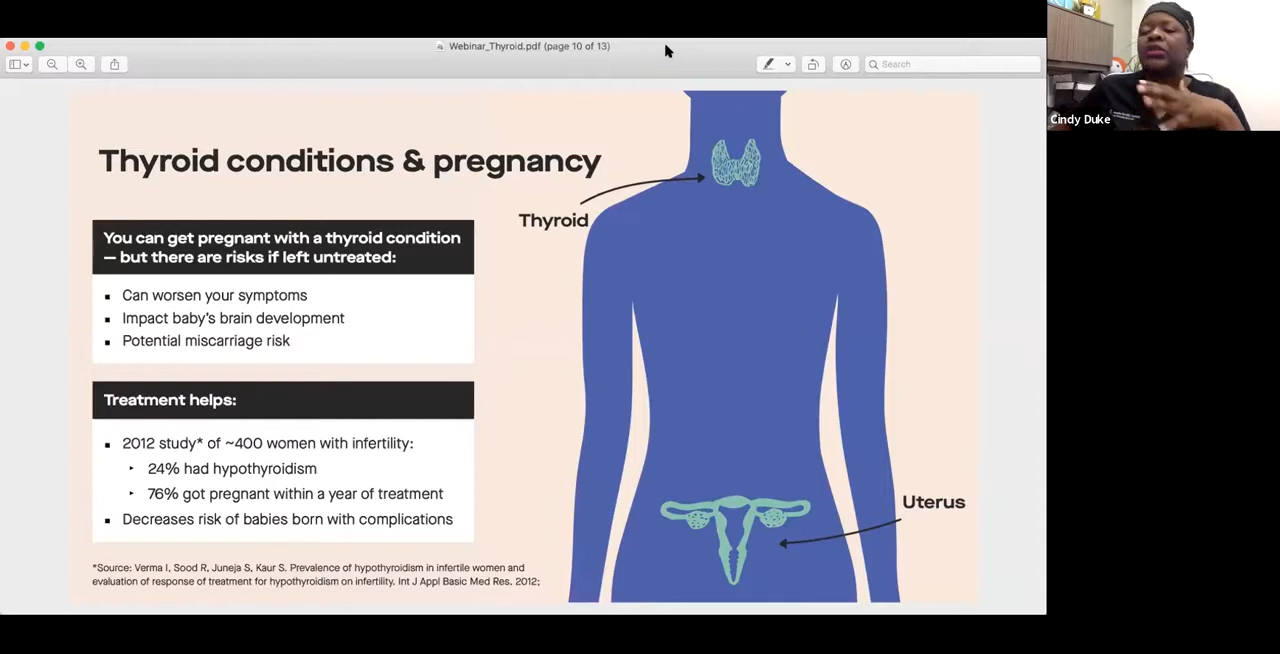 Webinar_Thyroid.pdf (page 10 of 13)
Search
Cindy Duke
Thyroid conditions & pregnancy
Thyroid
You can get pregnant with a thyroid condition
— but there are risks if left untreated:
▪ Can worsen your symptoms
▪ Impact baby's brain development
▪ Potential miscarriage risk
Treatment helps:
▪ 2012 study* of ~400 women with infertility:
‣ 24% had hypothyroidism
‣ 76% got pregnant within a year of treatment
▪ Decreases risk of babies born with complications
Uterus
*Source: Verma I, Sood R, Juneja S, Kaur S. Prevalence of hypothyroidism in infertile women and
evaluation of response of treatment for hypothyroidism on infertility. Int J Appl Basic Med Res. 2012;